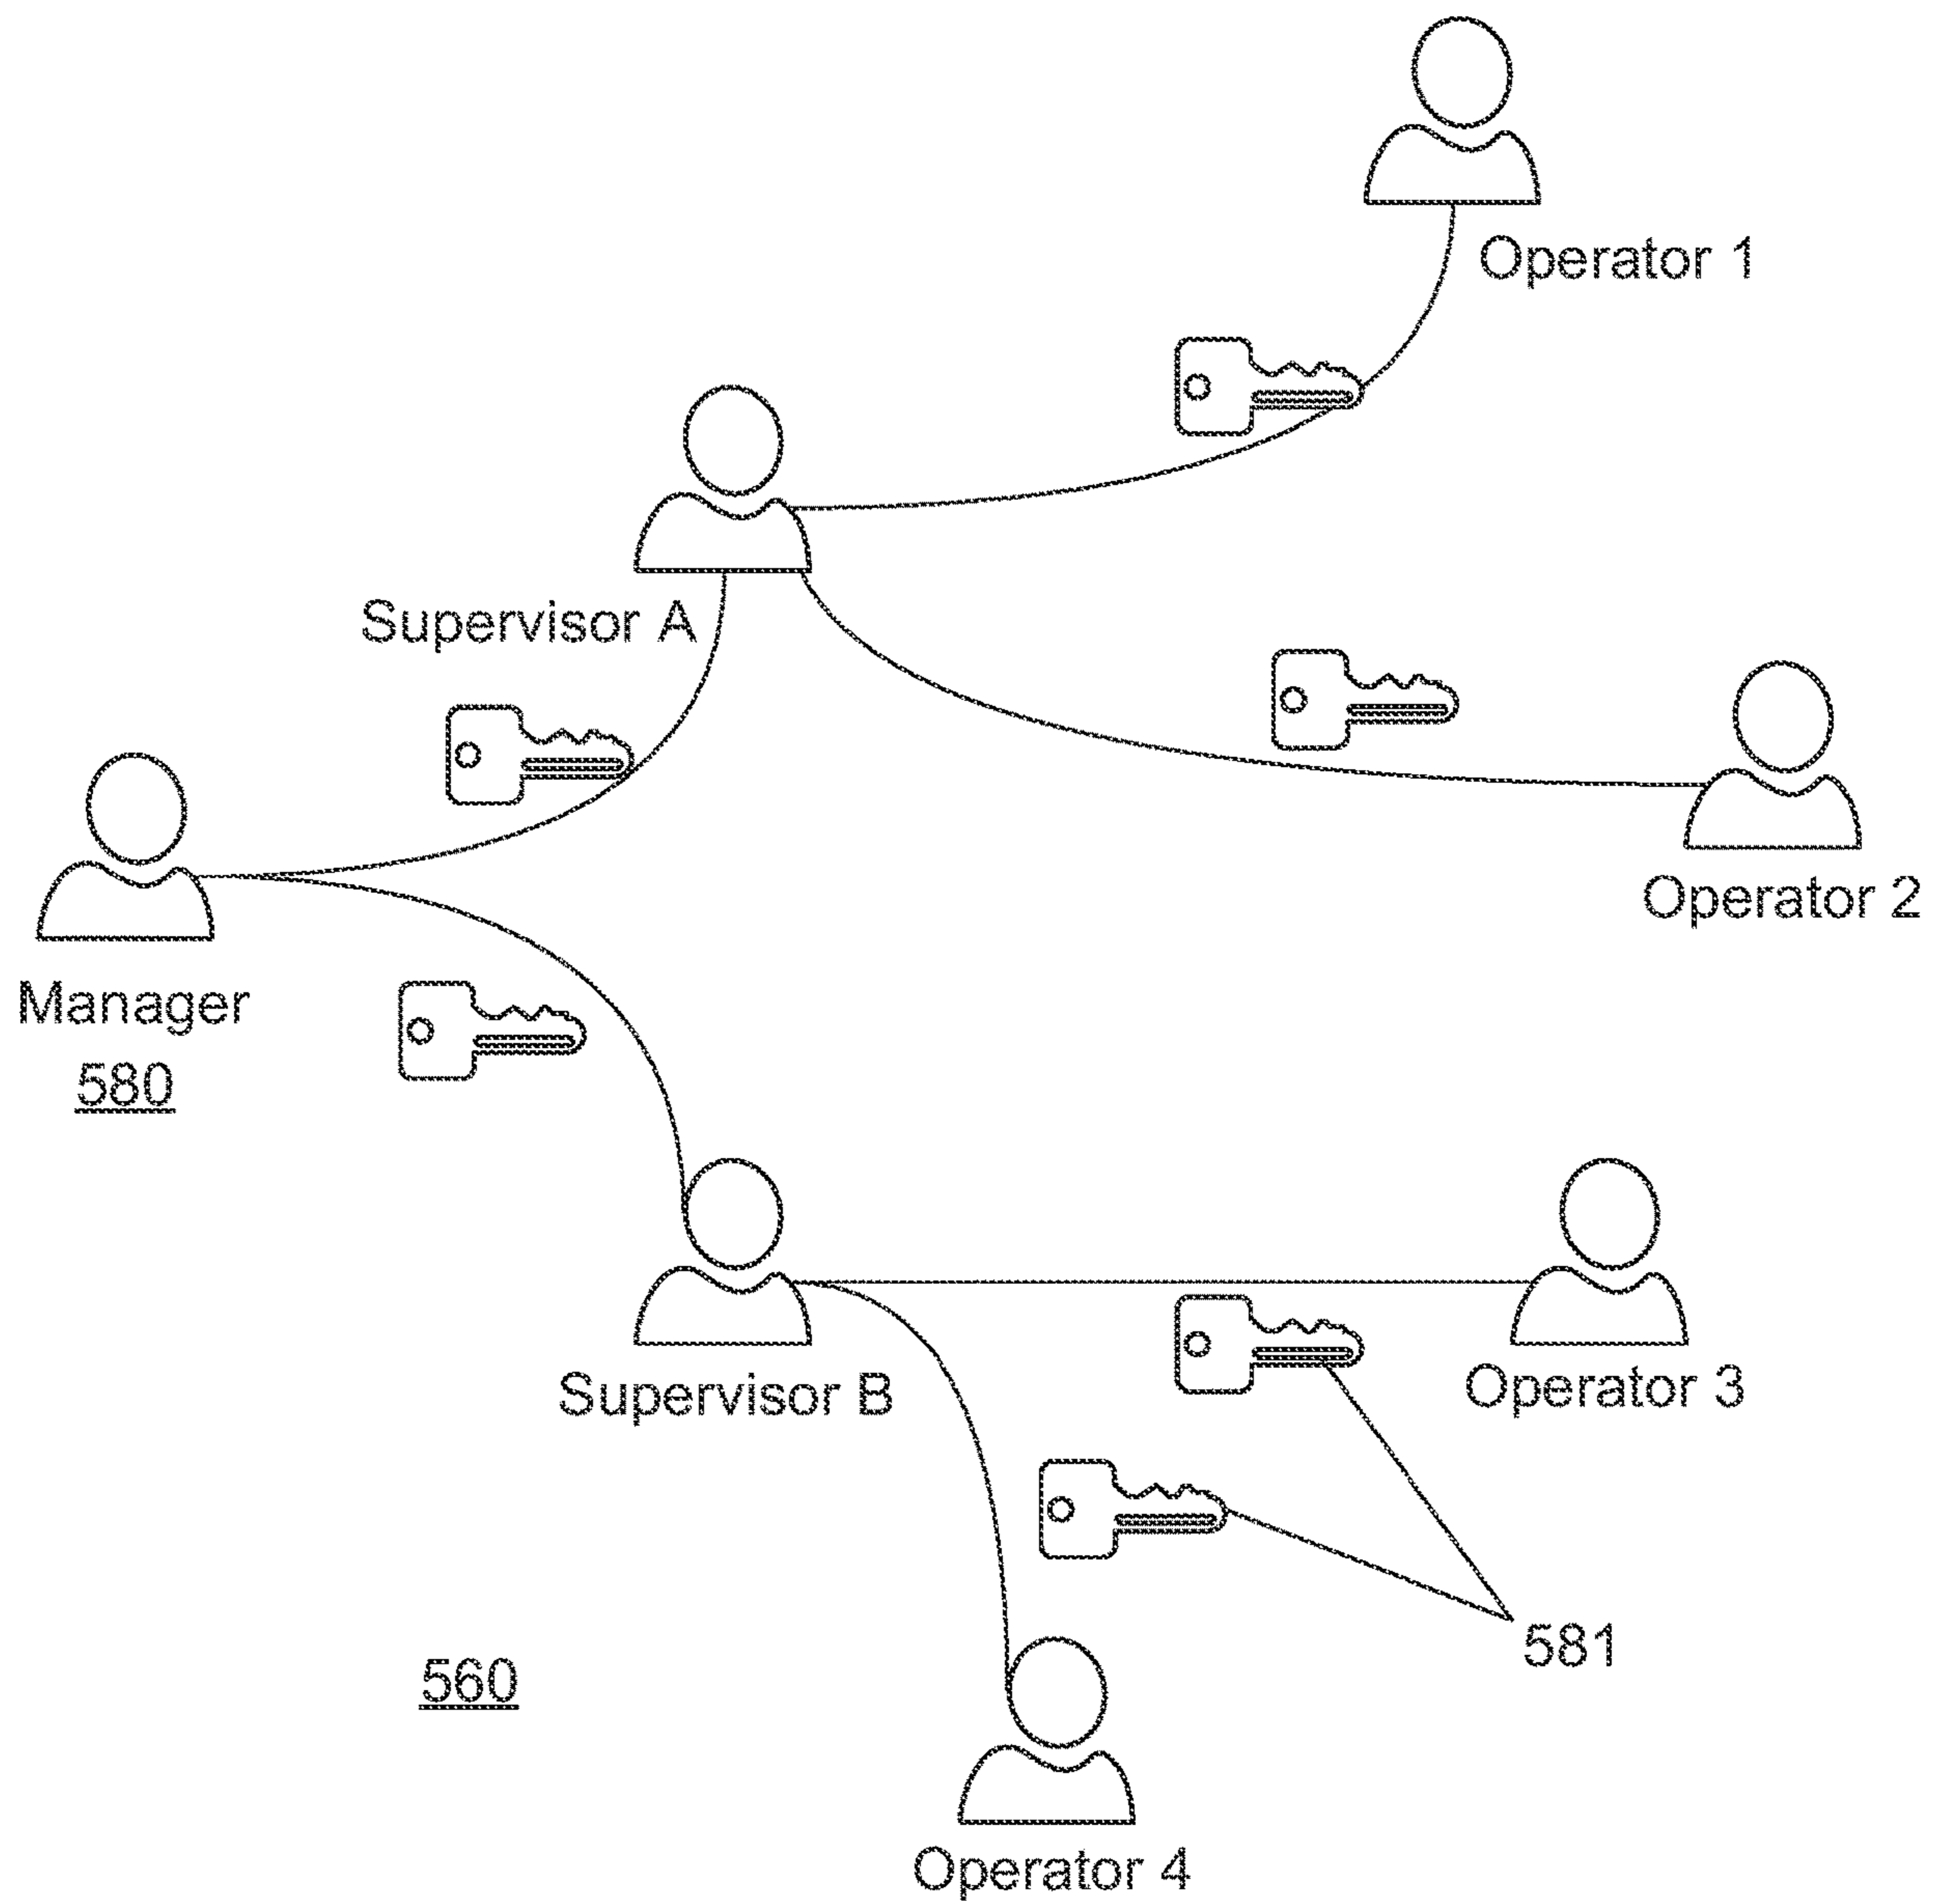 Operator 1
Supervisor A
Operator 2
Manager
580
Supervisor B
Operator 3
581
560
Operator 4